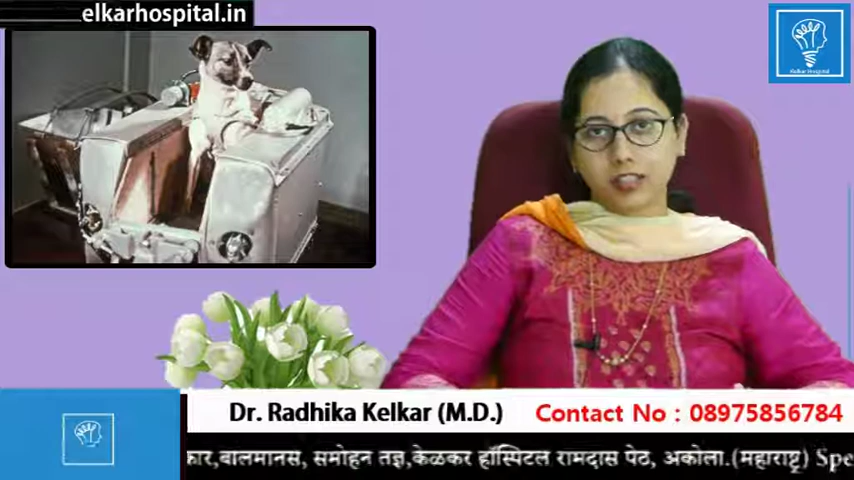 elkarhospital.in
Kelkar Hospital
Dr. Radhika Kelkar (M.D.)
Contact No : 08975856784
कार,बालमानस, समोहन तज्ञ,केळकर हॉस्पिटल रामदास पेठ, अकोला.(महाराष्ट्र) Spe